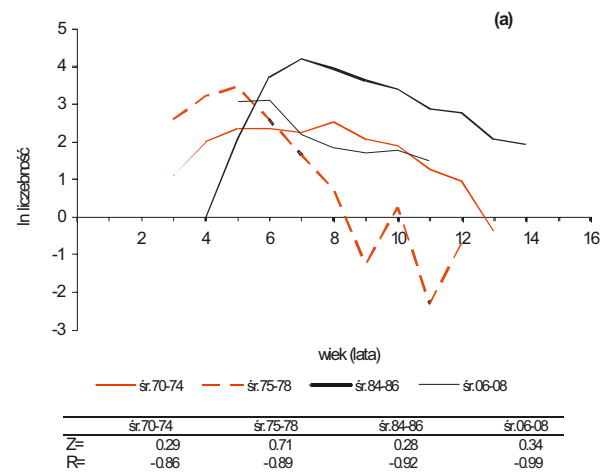 (a)
5
4
3
2
1
0
-1
-2
-3
2 4 6 8 10 12 14 16
ln liczebność
wiek (lata)
śr.70-74 śr.75-78 śr.84-86 śr.06-08
śr.70-74 śr.75-78 śr.84-86 śr.06-08
Z= 0.29 0.71 0.28 0.34
R= -0.86 -0.89 -0.92 -0.99